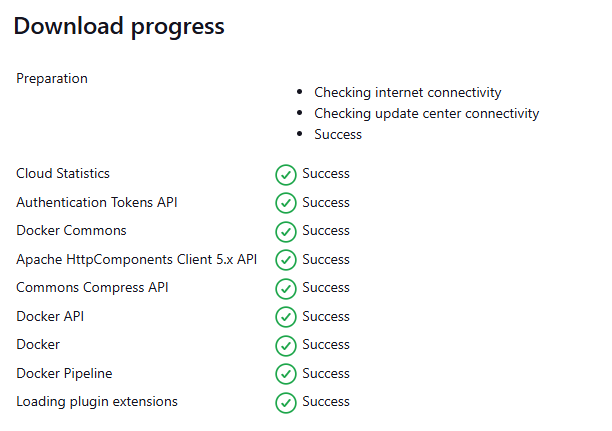 Download progress
Preparation
Checking internet connectivity
Checking update center connectivity
Success
Cloud Statistics Success
Authentication Tokens API Success
Docker Commons Success
Apache HttpComponents Client 5.x API Success
Commons Compress API Success
Docker API Success
Docker Success
Docker Pipeline Success
Loading plugin extensions Success